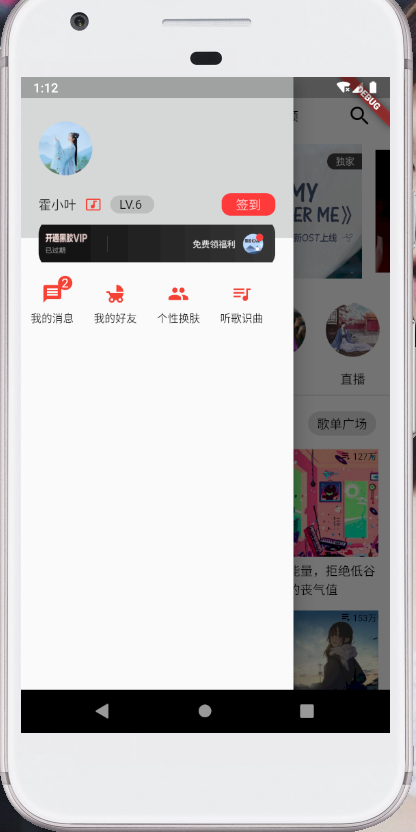 1:12
DEBUG
独家
MY
ER ME》
新OST上线
霍小叶
LV.6
签到
开通黑胶VIP
已过期
免费领福利
2
我的消息
我的好友
个性换肤
听歌识曲
直播
歌单广场
127万
能量，拒绝低谷
的丧气值
153万